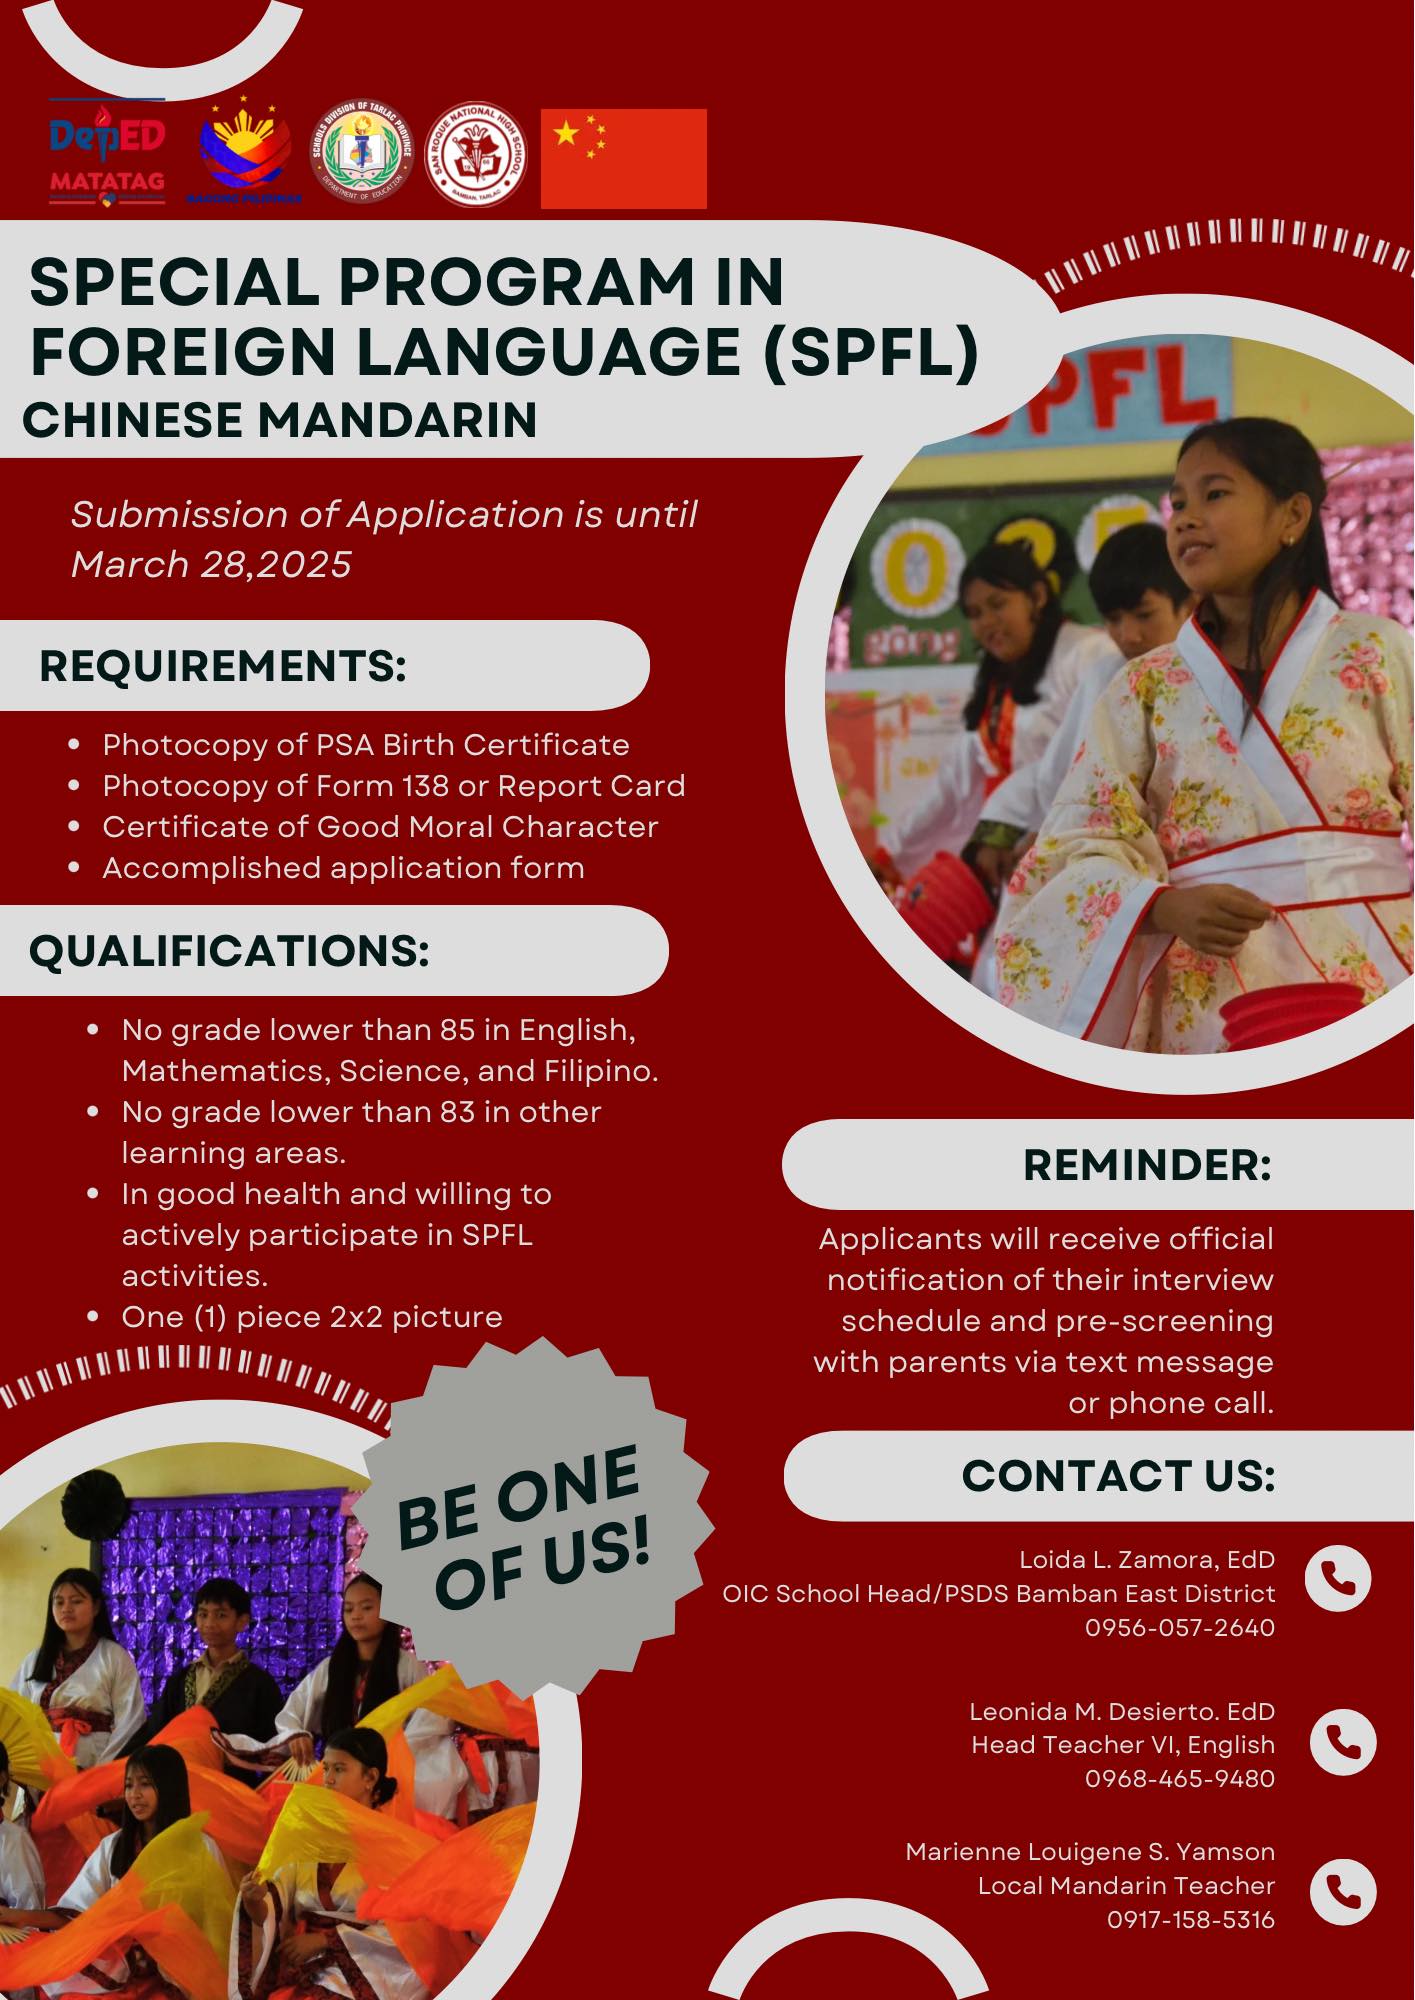 DepED
MATATAG
BAGONG PILIPINAS
SCHOOLS DIVISION OF TARLAC PROVINCE
DEPARTMENT OF EDUCATION
SAN ROQUE NATIONAL HIGH SCHOOL
BAMBAN, TARLAC
SPECIAL PROGRAM IN
FOREIGN LANGUAGE (SPFL)
CHINESE MANDARIN
PFL
gōng
Submission of Application is until
March 28,2025
REQUIREMENTS:
• Photocopy of PSA Birth Certificate
• Photocopy of Form 138 or Report Card
• Certificate of Good Moral Character
• Accomplished application form
QUALIFICATIONS:
• No grade lower than 85 in English,
Mathematics, Science, and Filipino.
• No grade lower than 83 in other
learning areas.
• In good health and willing to
actively participate in SPFL
activities.
• One (1) piece 2x2 picture
BE ONE
OF US!
REMINDER:
Applicants will receive official
notification of their interview
schedule and pre-screening
with parents via text message
or phone call.
CONTACT US:
Loida L. Zamora, EdD
OIC School Head/PSDS Bamban East District
0956-057-2640
Leonida M. Desierto. EdD
Head Teacher VI, English
0968-465-9480
Marienne Louigene S. Yamson
Local Mandarin Teacher
0917-158-5316